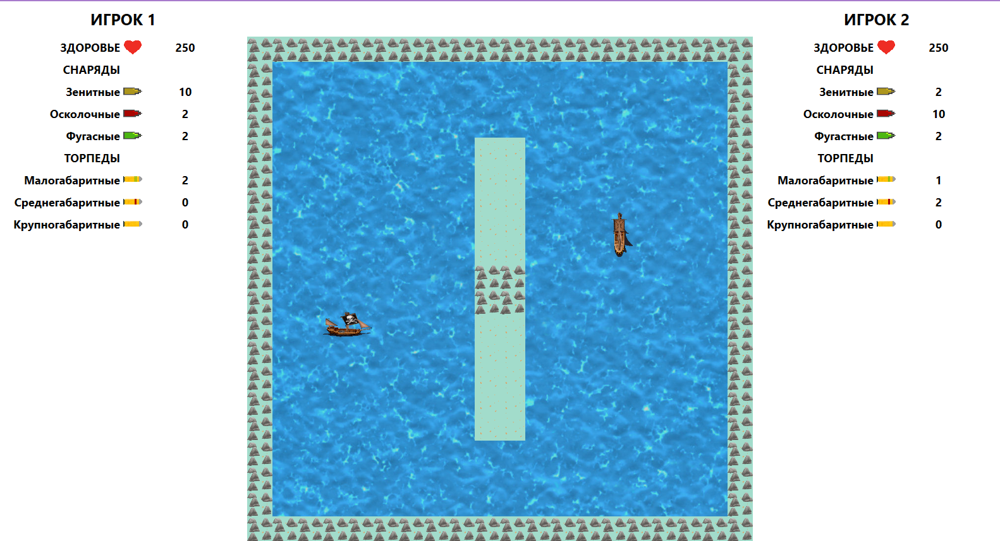 ИГРОК 1
ЗДОРОВЬЕ 250
СНАРЯДЫ
Зенитные 10
Осколочные 2
Фугасные 2
ТОРПЕДЫ
Малогабаритные 2
Среднегабаритные 0
Крупногабаритные 0
ИГРОК 2
ЗДОРОВЬЕ 250
СНАРЯДЫ
Зенитные 2
Осколочные 10
Фугастные 2
ТОРПЕДЫ
Малогабаритные 1
Среднегабаритные 2
Крупногабаритные 0